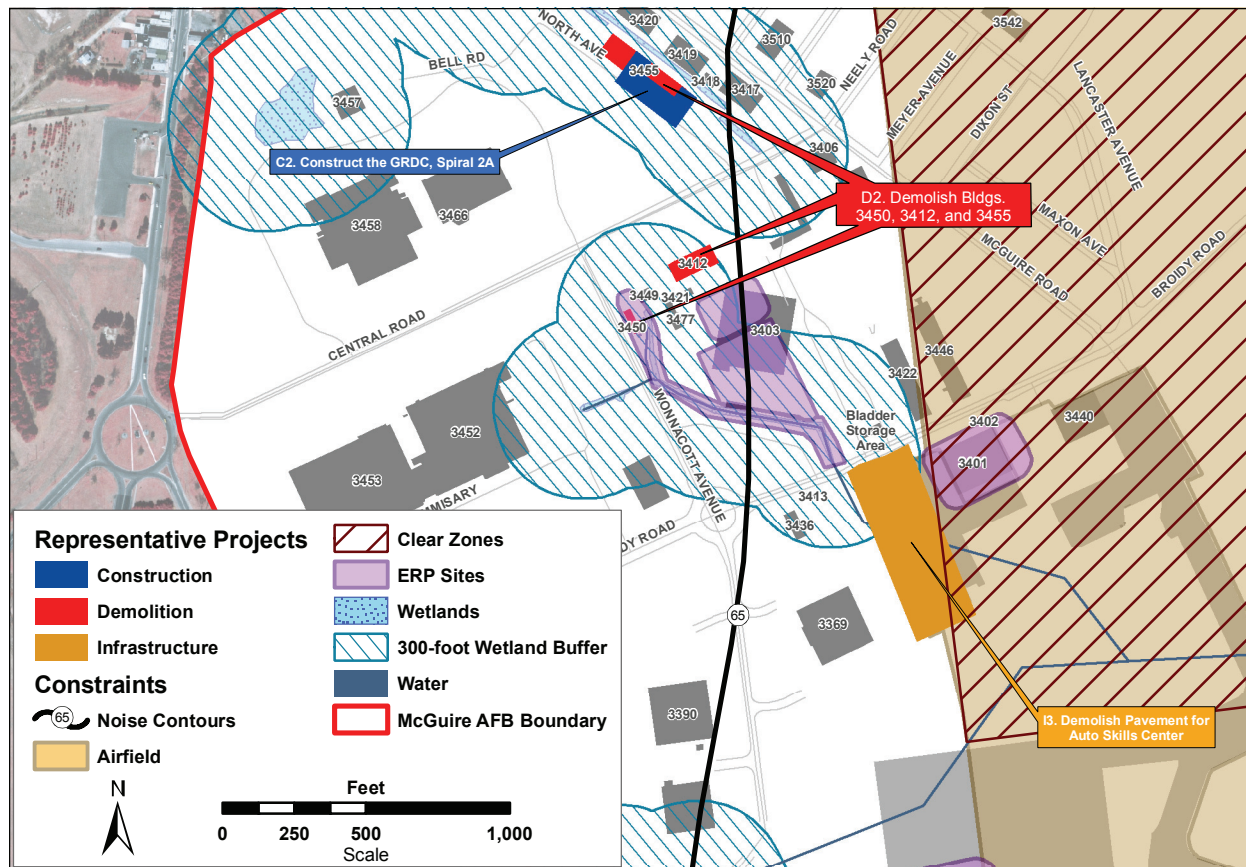 3420
NORTH AVE
3419
3510
3542
BELL RD
3455
3418
3417
3520
NEELY ROAD
MEYER AVENUE
DIXON ST
LANCASTER AVENUE
3457
3406
C2. Construct the GRDC, Spiral 2A
D2. Demolish Bldgs.
3450, 3412, and 3455
3458
3466
MAXON AVE
MCGUIRE ROAD
BROIDY ROAD
3412
3449
3421
3477
3450
3403
CENTRAL ROAD
3446
3422
WONNACOTT AVENUE
Bladder
Storage
Area
3440
3402
3401
3452
3453
MISARY
3413
3436
DY ROAD
65
3369
3390
I3. Demolish Pavement for
Auto Skills Center
Representative Projects
Construction
Demolition
Infrastructure
Constraints
65
Noise Contours
Airfield
Clear Zones
ERP Sites
Wetlands
300-foot Wetland Buffer
Water
McGuire AFB Boundary
N
Feet
0 250 500 1,000
Scale